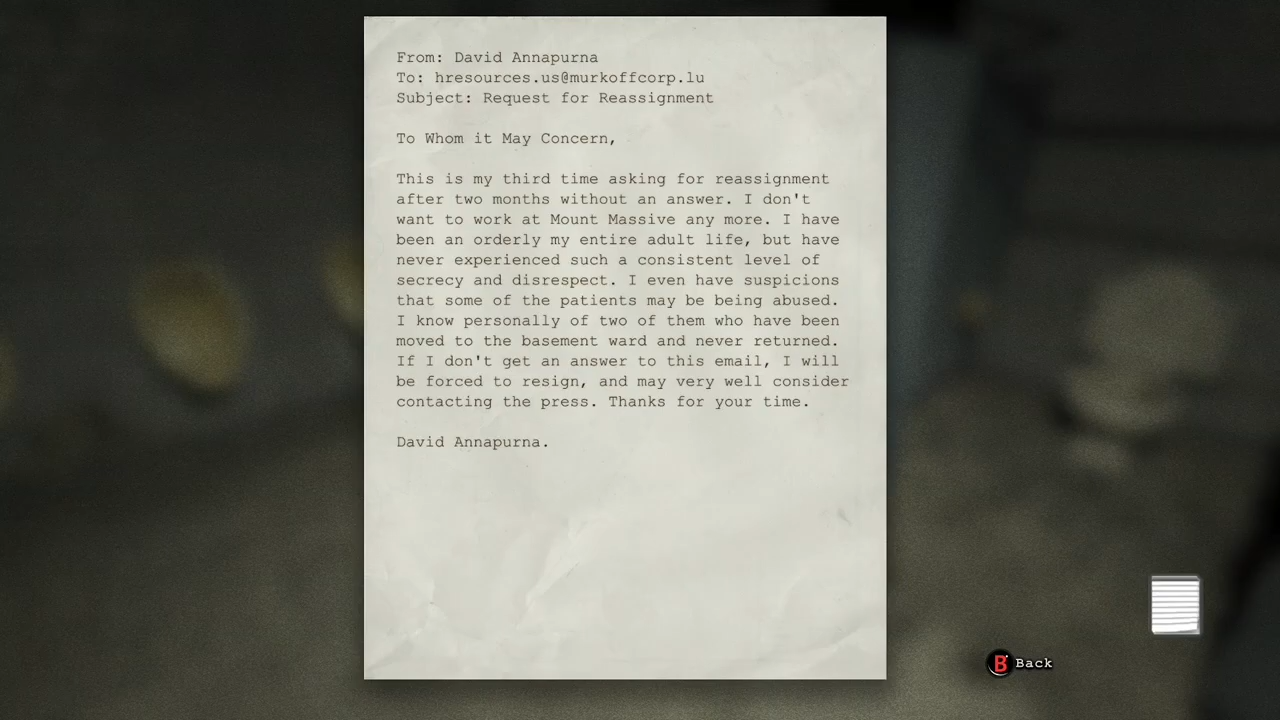 From: David Annapurna
To: hresources.us@murkoffcorp.lu
Subject: Request for Reassignment
To Whom it May Concern,
This is my third time asking for reassignment
after two months without an answer. I don't
want to work at Mount Massive any more. I have
been an orderly my entire adult life, but have
never experienced such a consistent level of
secrecy and disrespect. I even have suspicions
that some of the patients may be being abused.
I know personally of two of them who have been
moved to the basement ward and never returned.
If I don't get an answer to this email, I will
be forced to resign, and may very well consider
contacting the press. Thanks for your time.
David Annapurna.
B Back